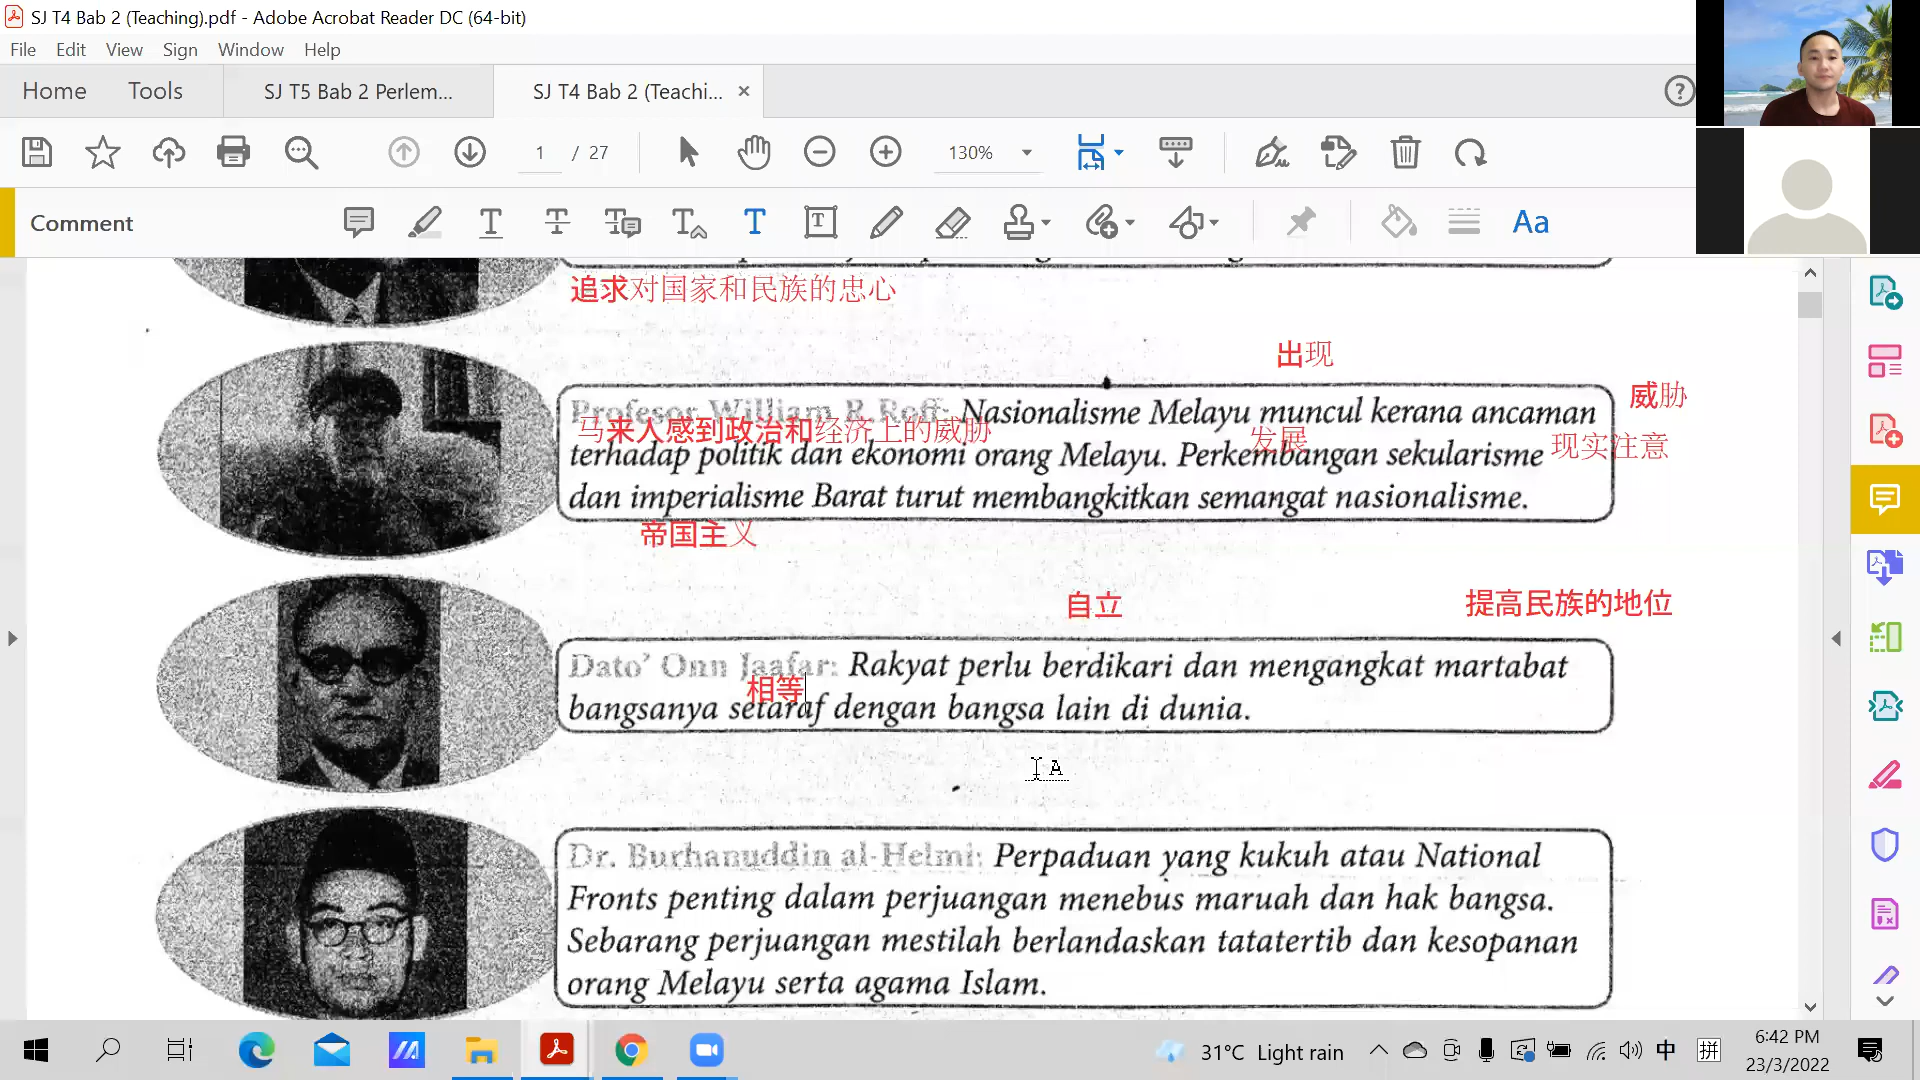 SJ T4 Bab 2 (Teaching).pdf - Adobe Acrobat Reader DC (64-bit)
File Edit View Sign Window Help
Home Tools SJ T5 Bab 2 Perlem... SJ T4 Bab 2 (Teachi... ×
1 / 27 130%
Comment
追求对国家和民族的忠心
出现
威胁
Profesor William R.Roff: Nasionalisme Melayu muncul kerana ancaman
马来人感到政治和经济上的威胁
发展
现实注意
terhadap politik dan ekonomi orang Melayu. Perkembangan sekularisme
dan imperialisme Barat turut membangkitkan semangat nasionalisme.
帝国主义
自立
提高民族的地位
Dato' Onn Jaafar: Rakyat perlu berdikari dan mengangkat martabat
相等
bangsanya setaraf dengan bangsa lain di dunia.
Dr. Burhanuddin al-Helmi: Perpaduan yang kukuh atau National
Fronts penting dalam perjuangan menebus maruah dan hak bangsa.
Sebarang perjuangan mestilah berlandaskan tatatertib dan kesopanan
orang Melayu serta agama Islam.
31°C Light rain
中
拼
6:42 PM
23/3/2022